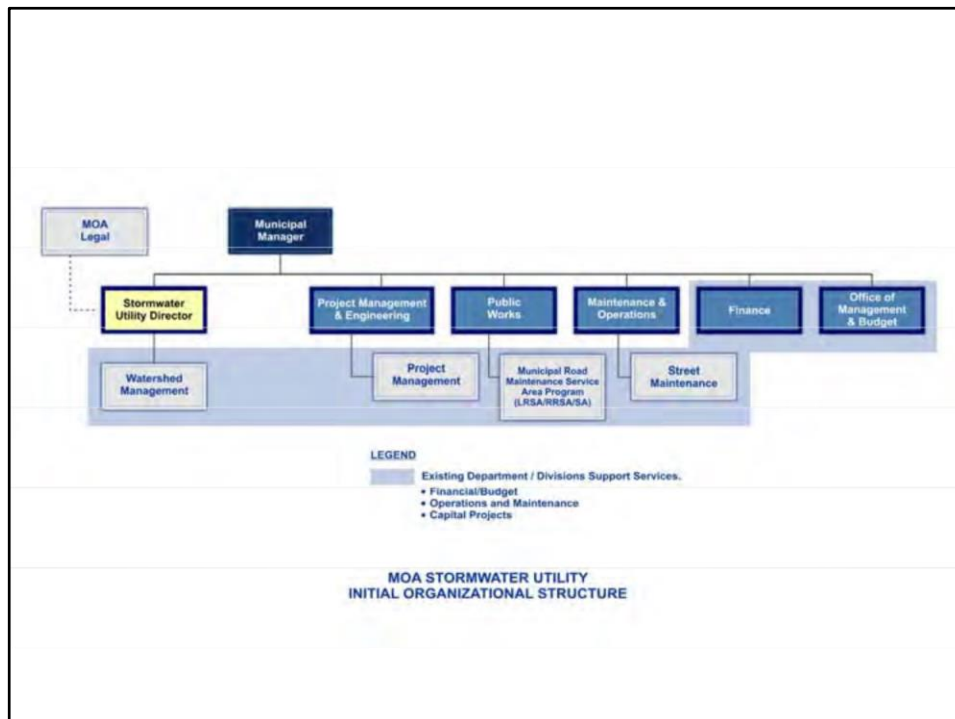 MOA
Legal
Municipal
Manager
Stormwater
Utility Director
Project Management
& Engineering
Public
Works
Maintenance &
Operations
Finance
Office of
Management
& Budget
Watershed
Management
Project
Management
Municipal Road
Maintenance Service
Area Program
(LRSA/RRSA/SA)
Street
Maintenance
LEGEND
Existing Department / Divisions Support Services.
• Financial/Budget
• Operations and Maintenance
• Capital Projects
MOA STORMWATER UTILITY
INITIAL ORGANIZATIONAL STRUCTURE